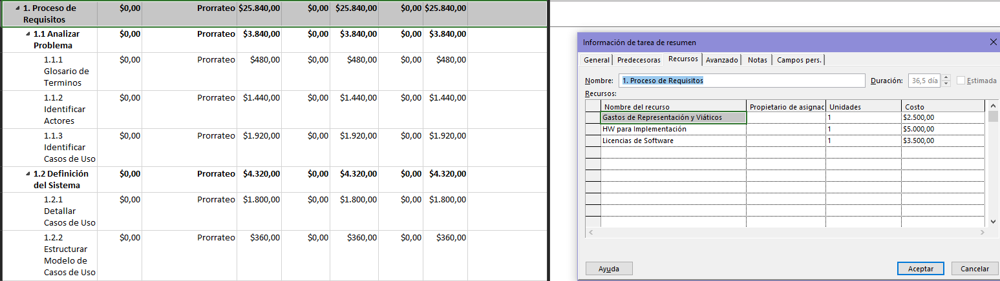 1. Proceso de Requisitos $0,00 Prorrateo $25.840,00 $0,00 $25.840,00 $0,00 $25.840,00
1.1 Analizar Problema $0,00 Prorrateo $3.840,00 $0,00 $3.840,00 $0,00 $3.840,00
1.1.1 Glosario de Terminos $0,00 Prorrateo $480,00 $0,00 $480,00 $0,00 $480,00
1.1.2 Identificar Actores $0,00 Prorrateo $1.440,00 $0,00 $1.440,00 $0,00 $1.440,00
1.1.3 Identificar Casos de Uso $0,00 Prorrateo $1.920,00 $0,00 $1.920,00 $0,00 $1.920,00
1.2 Definición del Sistema $0,00 Prorrateo $4.320,00 $0,00 $4.320,00 $0,00 $4.320,00
1.2.1 Detallar Casos de Uso $0,00 Prorrateo $1.800,00 $0,00 $1.800,00 $0,00 $1.800,00
1.2.2 Estructurar Modelo de Casos de Uso $0,00 Prorrateo $360,00 $0,00 $360,00 $0,00 $360,00
Información de tarea de resumen
General Predecesoras Recursos Avanzado Notas Campos pers.
Nombre: 1. Proceso de Requisitos Duración: 36,5 día Estimada
Recursos:
Nombre del recurso Propietario de asignac Unidades Costo
Gastos de Representación y Viáticos 1 $2.500,00
HW para Implementación 1 $5.000,00
Licencias de Software 1 $3.500,00
Ayuda Aceptar Cancelar